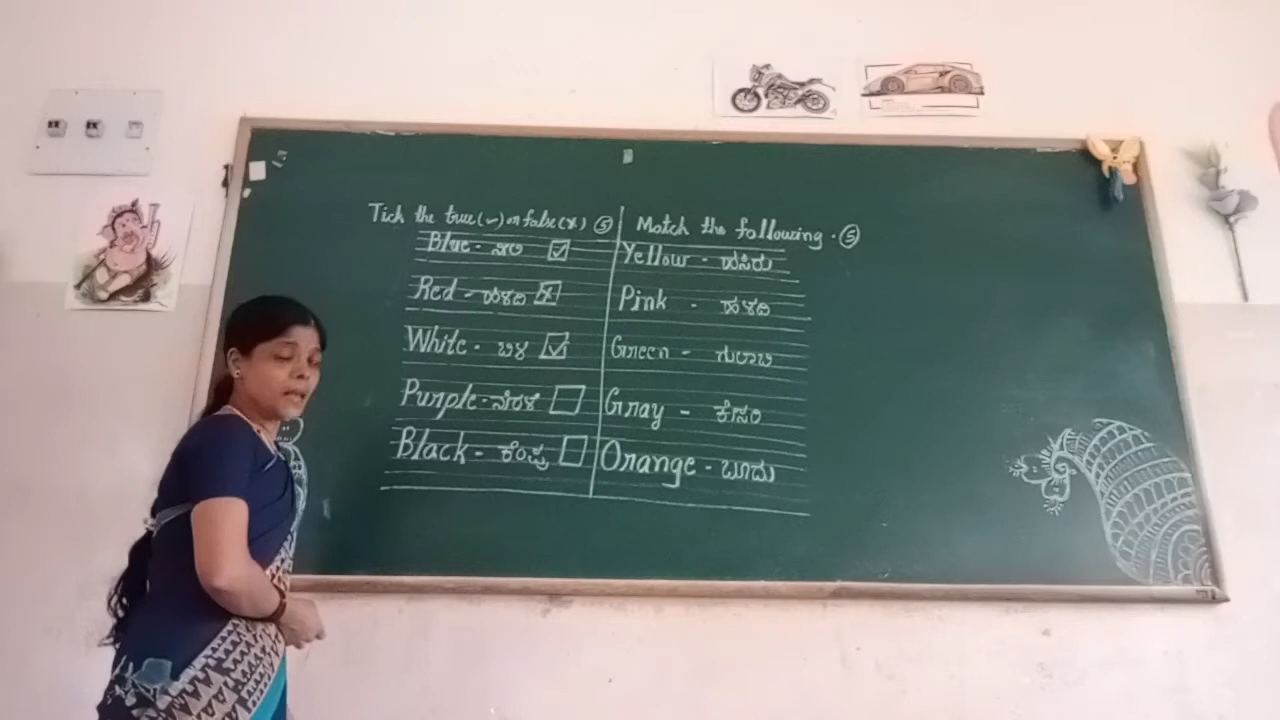 Tick the true(✓) or false(x) ⑤
Blue - ನೀಲಿ ☑
Red - ಹಳದಿ ☒
White - ಬಿಳಿ ☑
Purple - ನೇರಳೆ ☐
Black - ಕೆಂಪು ☐
Match the following. ⑤
Yellow - ಹಸಿರು
Pink - ಹಳದಿ
Green - ಗುಲಾಬಿ
Gray - ಕೇಸರಿ
Orange - ಬೂದು